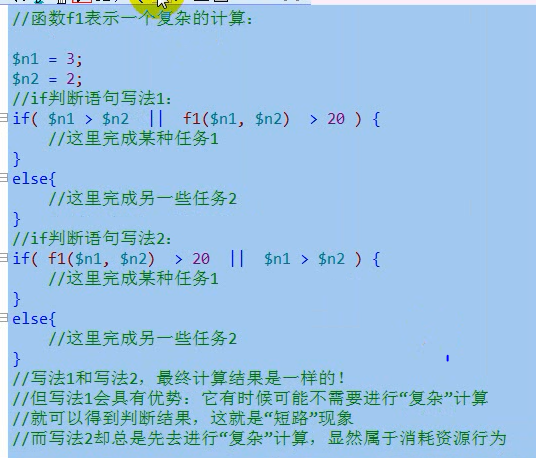 //函数f1表示一个复杂的计算：
$n1 = 3;
$n2 = 2;
//if判断语句写法1：
if( $n1 > $n2  ||  f1($n1, $n2)  > 20 ) {
    //这里完成某种任务1
}
else{
    //这里完成另一些任务2
}
//if判断语句写法2：
if( f1($n1, $n2)  > 20  ||  $n1 > $n2 ) {
    //这里完成某种任务1
}
else{
    //这里完成另一些任务2
}
//写法1和写法2，最终计算结果是一样的！
//但写法1会具有优势：它有时候可能不需要进行“复杂”计算
//就可以得到判断结果，这就是“短路”现象
//而写法2却总是先去进行“复杂”计算，显然属于消耗资源行为